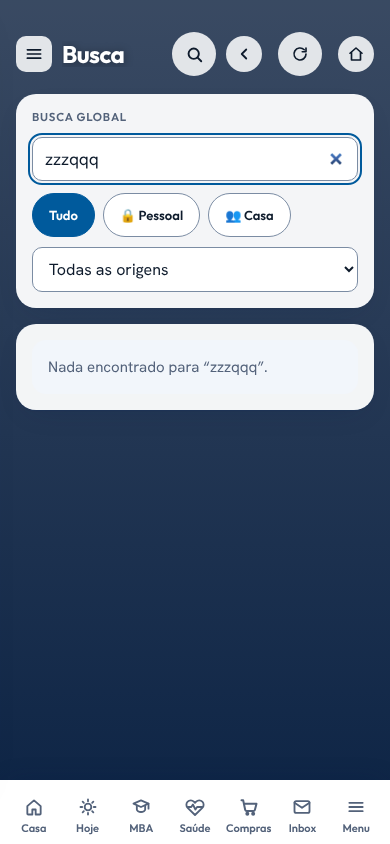 Busca
BUSCA GLOBAL
zzzqqq
Tudo
Pessoal
Casa
Todas as origens
Nada encontrado para “zzzqqq”.
Casa
Hoje
MBA
Saúde
Compras
Inbox
Menu